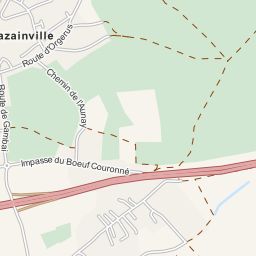 azainville
Route d'Orgerus
Chemin de l'Aunay
Route de Gambai
Impasse du Boeuf Couronné